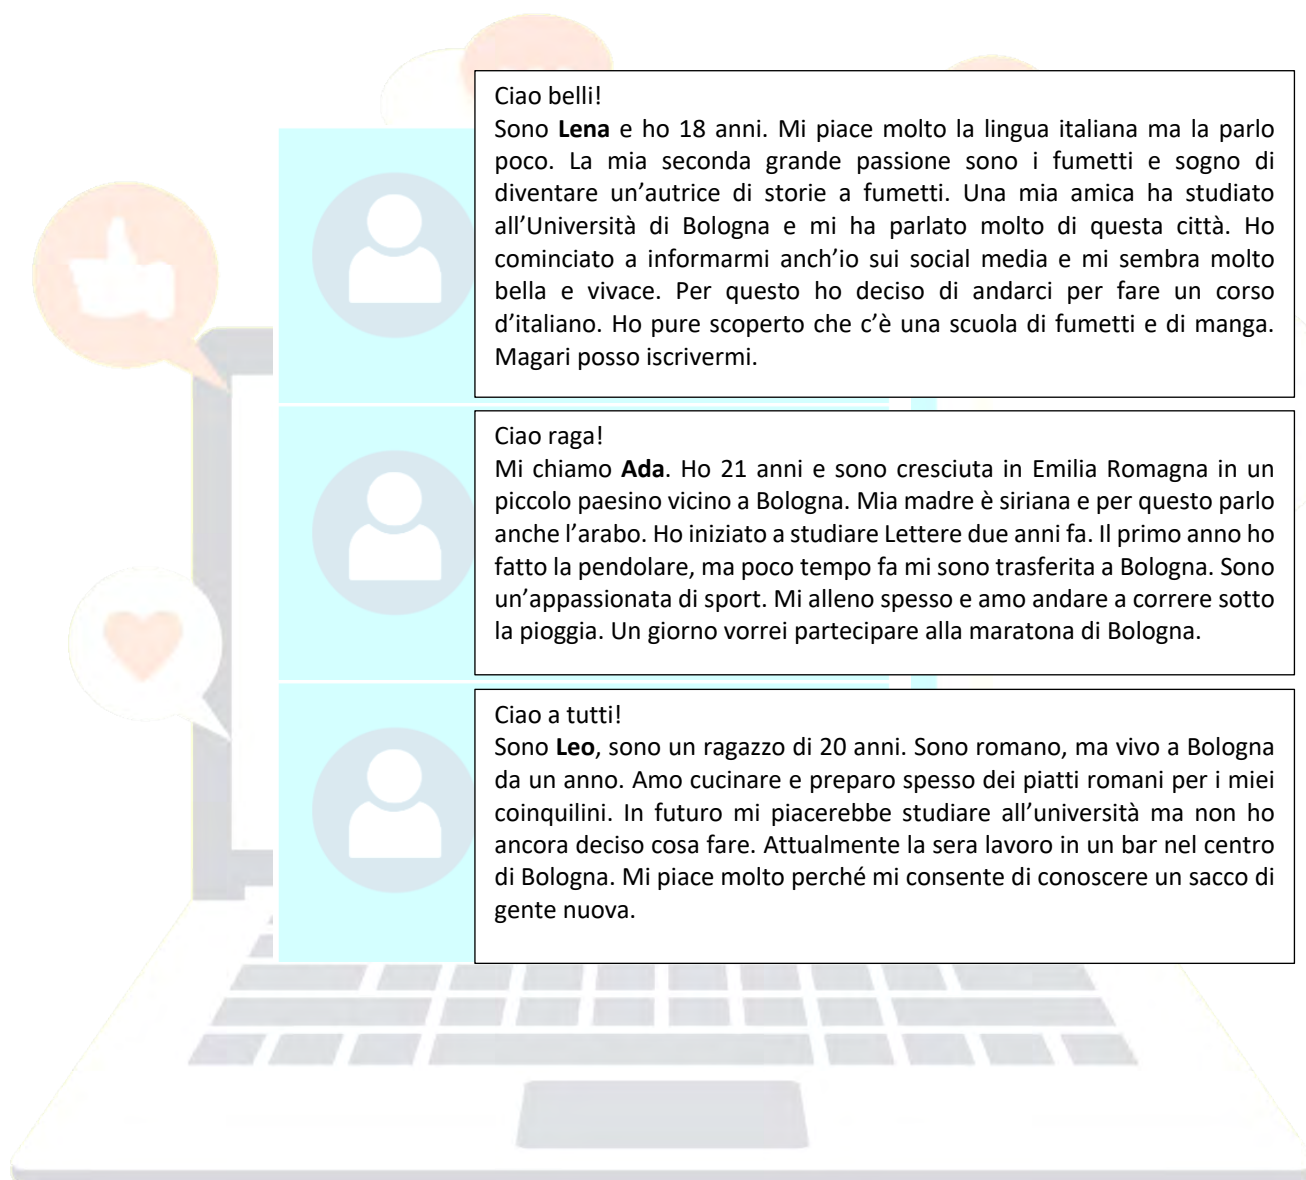 Ciao belli!
Sono Lena e ho 18 anni. Mi piace molto la lingua italiana ma la parlo
poco. La mia seconda grande passione sono i fumetti e sogno di
diventare un’autrice di storie a fumetti. Una mia amica ha studiato
all’Università di Bologna e mi ha parlato molto di questa città. Ho
cominciato a informarmi anch’io sui social media e mi sembra molto
bella e vivace. Per questo ho deciso di andarci per fare un corso
d’italiano. Ho pure scoperto che c’è una scuola di fumetti e di manga.
Magari posso iscrivermi.
Ciao raga!
Mi chiamo Ada. Ho 21 anni e sono cresciuta in Emilia Romagna in un
piccolo paesino vicino a Bologna. Mia madre è siriana e per questo parlo
anche l’arabo. Ho iniziato a studiare Lettere due anni fa. Il primo anno ho
fatto la pendolare, ma poco tempo fa mi sono trasferita a Bologna. Sono
un’appassionata di sport. Mi alleno spesso e amo andare a correre sotto
la pioggia. Un giorno vorrei partecipare alla maratona di Bologna.
Ciao a tutti!
Sono Leo, sono un ragazzo di 20 anni. Sono romano, ma vivo a Bologna
da un anno. Amo cucinare e preparo spesso dei piatti romani per i miei
coinquilini. In futuro mi piacerebbe studiare all’università ma non ho
ancora deciso cosa fare. Attualmente la sera lavoro in un bar nel centro
di Bologna. Mi piace molto perché mi consente di conoscere un sacco di
gente nuova.